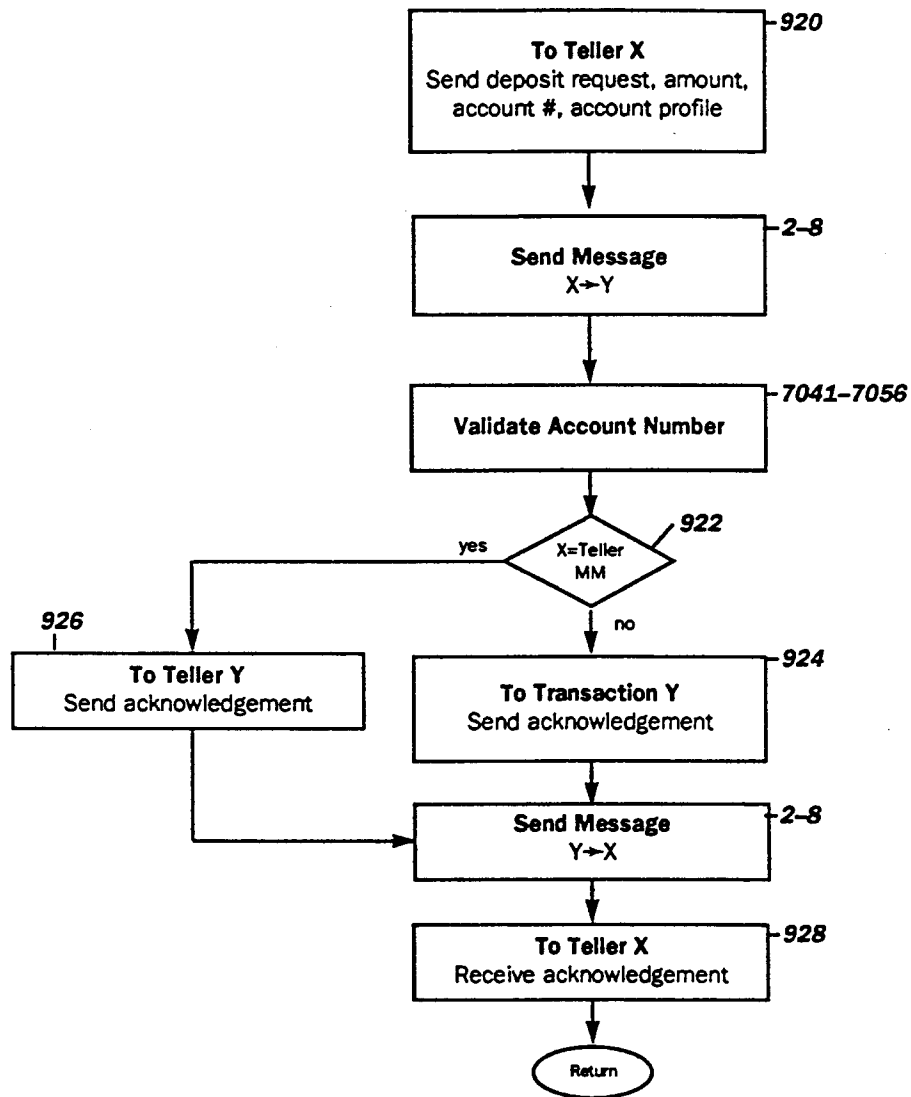 920
To Teller X
Send deposit request, amount,
account #, account profile
2–8
Send Message
X→Y
7041–7056
Validate Account Number
922
X=Teller
MM
yes
no
926
To Teller Y
Send acknowledgement
924
To Transaction Y
Send acknowledgement
2–8
Send Message
Y→X
928
To Teller X
Receive acknowledgement
Return